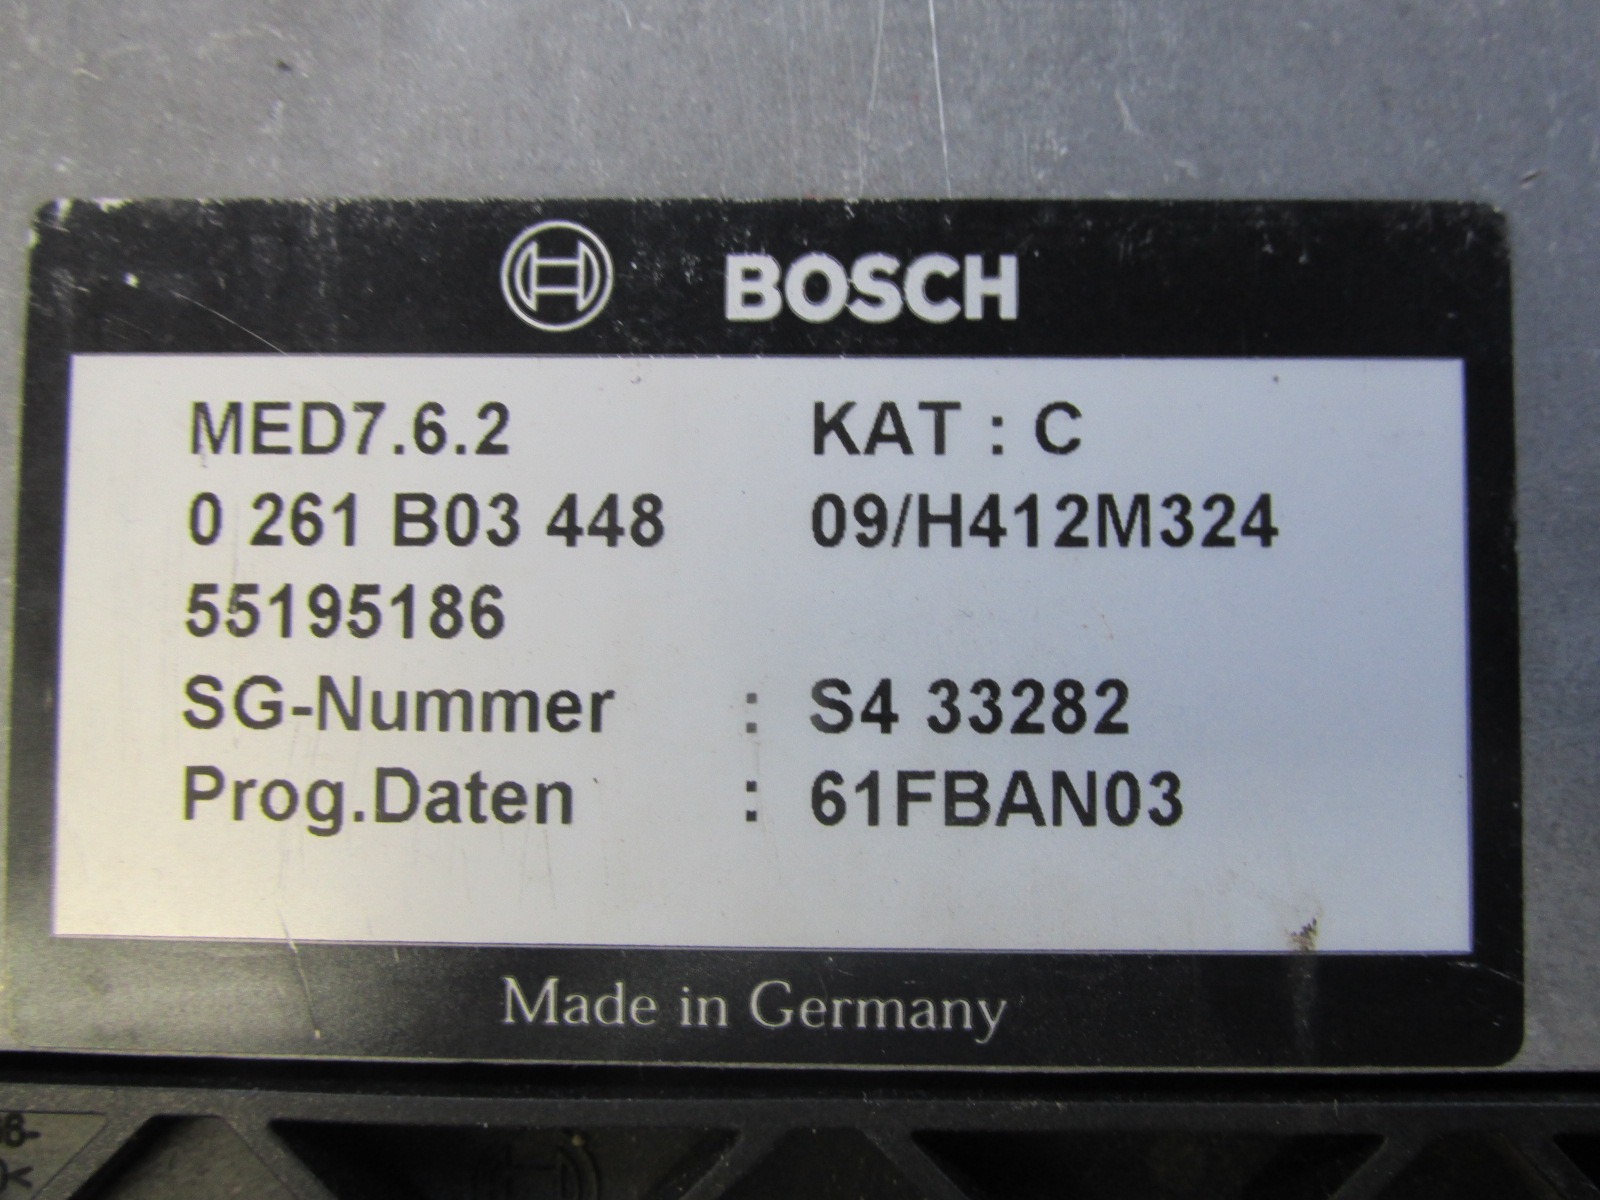 BOSCH
MED7.6.2 KAT : C
0 261 B03 448 09/H412M324
55195186
SG-Nummer : S4 33282
Prog.Daten : 61FBAN03
Made in Germany